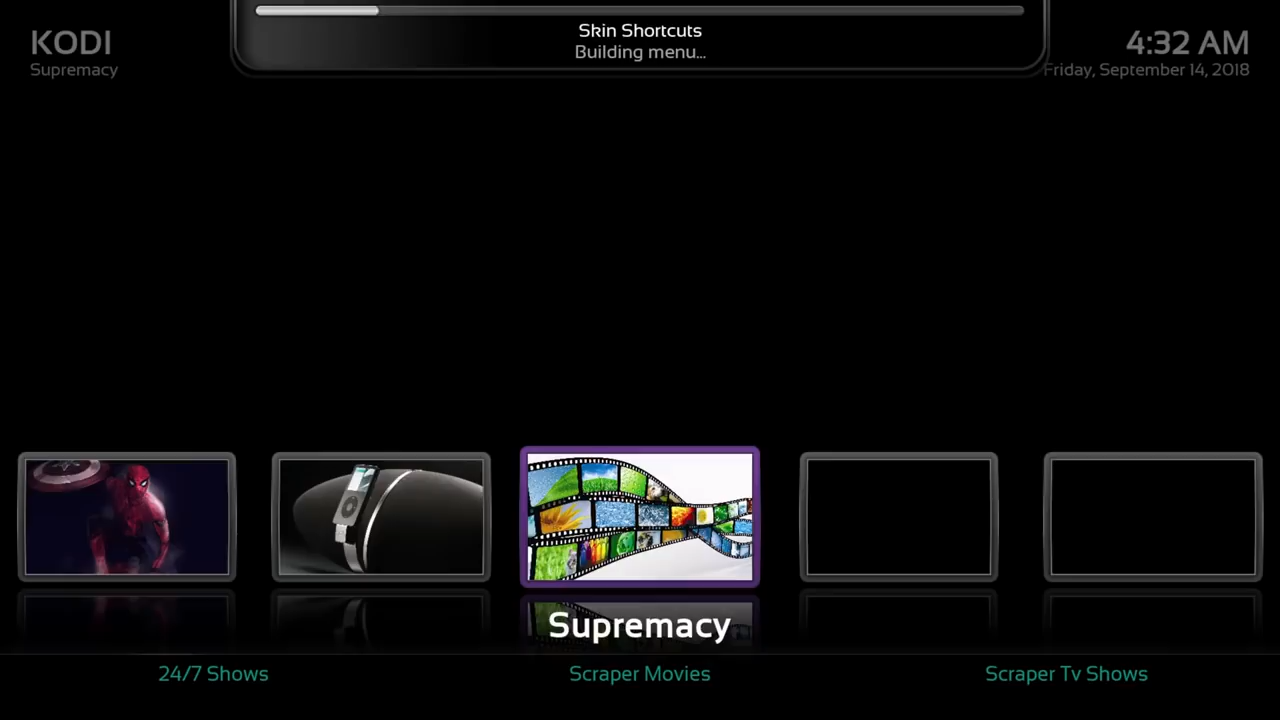 KODI
Supremacy
Skin Shortcuts
Building menu...
4:32 AM
Friday, September 14, 2018
Supremacy
24/7 Shows
Scraper Movies
Scraper Tv Shows